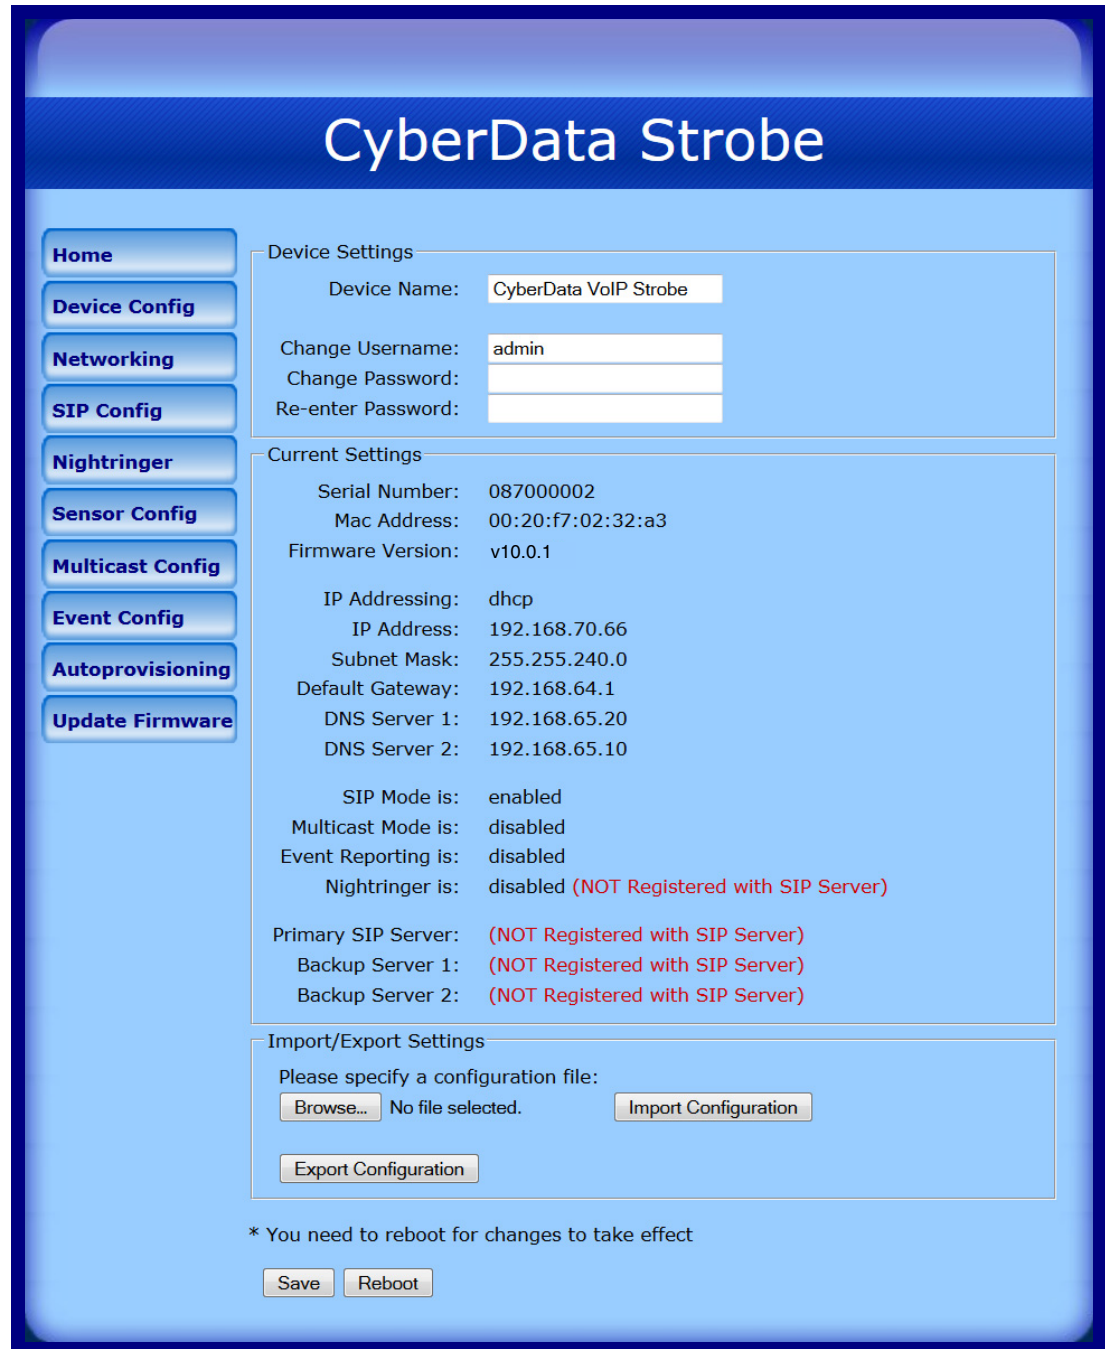 CyberData Strobe
Home
Device Config
Networking
SIP Config
Nightringer
Sensor Config
Multicast Config
Event Config
Autoprovisioning
Update Firmware
Device Settings
Device Name: CyberData VoIP Strobe
Change Username: admin
Change Password:
Re-enter Password:
Current Settings
Serial Number: 087000002
Mac Address: 00:20:f7:02:32:a3
Firmware Version: v10.0.1
IP Addressing: dhcp
IP Address: 192.168.70.66
Subnet Mask: 255.255.240.0
Default Gateway: 192.168.64.1
DNS Server 1: 192.168.65.20
DNS Server 2: 192.168.65.10
SIP Mode is: enabled
Multicast Mode is: disabled
Event Reporting is: disabled
Nightringer is: disabled (NOT Registered with SIP Server)
Primary SIP Server: (NOT Registered with SIP Server)
Backup Server 1: (NOT Registered with SIP Server)
Backup Server 2: (NOT Registered with SIP Server)
Import/Export Settings
Please specify a configuration file:
Browse... No file selected. Import Configuration
Export Configuration
* You need to reboot for changes to take effect
Save Reboot